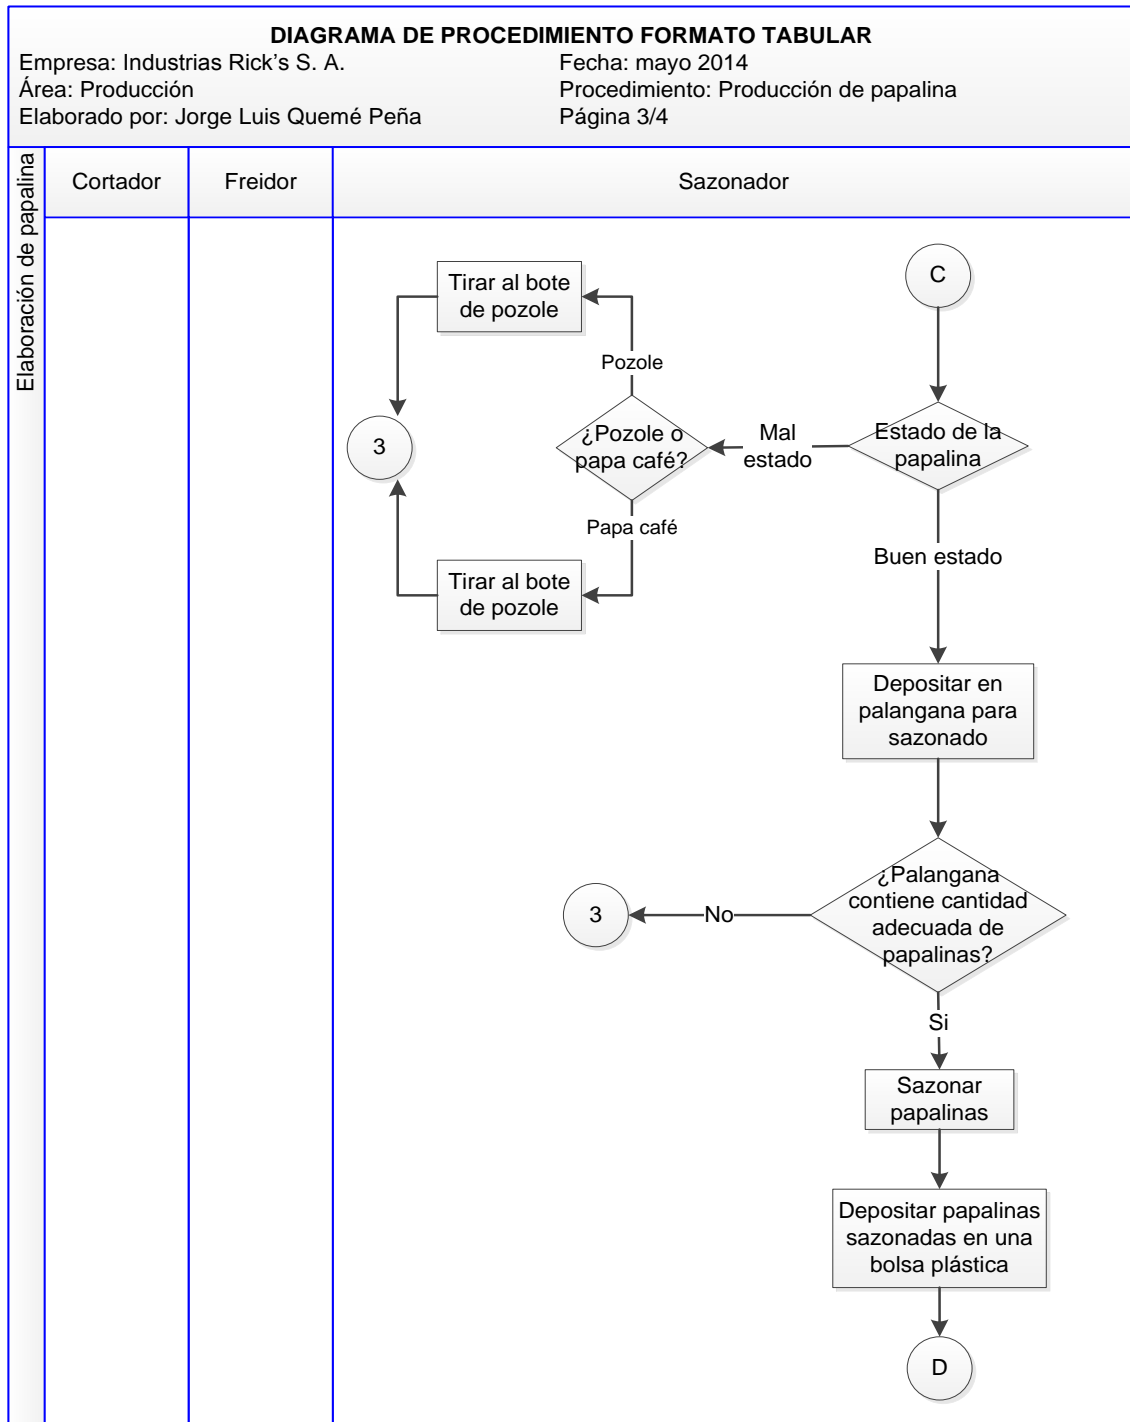 DIAGRAMA DE PROCEDIMIENTO FORMATO TABULAR
Empresa: Industrias Rick's S. A.
Fecha: mayo 2014
Área: Producción
Procedimiento: Producción de papalina
Elaborado por: Jorge Luis Quemé Peña
Página 3/4
Elaboración de papalina
Cortador
Freidor
Sazonador
C
Tirar al bote
de pozole
Pozole
3
¿Pozole o
papa café?
Mal
estado
Estado de la
papalina
Papa café
Buen estado
Tirar al bote
de pozole
Depositar en
palangana para
sazonado
¿Palangana
contiene cantidad
adecuada de
papalinas?
No
3
Si
Sazonar
papalinas
Depositar papalinas
sazonadas en una
bolsa plástica
D